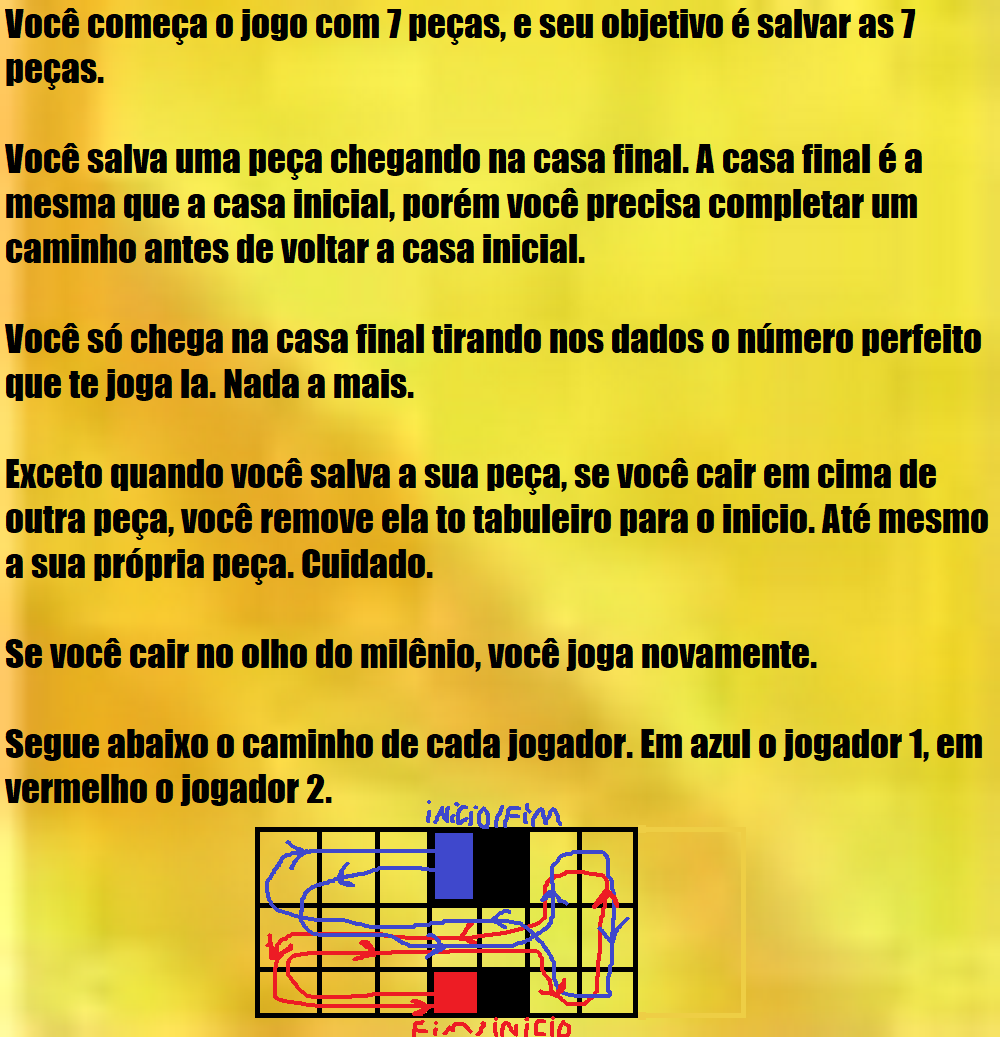 Você começa o jogo com 7 peças, e seu objetivo é salvar as 7
peças.
Você salva uma peça chegando na casa final. A casa final é a
mesma que a casa inicial, porém você precisa completar um
caminho antes de voltar a casa inicial.
Você só chega na casa final tirando nos dados o número perfeito
que te joga la. Nada a mais.
Exceto quando você salva a sua peça, se você cair em cima de
outra peça, você remove ela to tabuleiro para o inicio. Até mesmo
a sua própria peça. Cuidado.
Se você cair no olho do milênio, você joga novamente.
Segue abaixo o caminho de cada jogador. Em azul o jogador 1, em
vermelho o jogador 2.
iNiCiO/FiM
FiM/iNiCiO